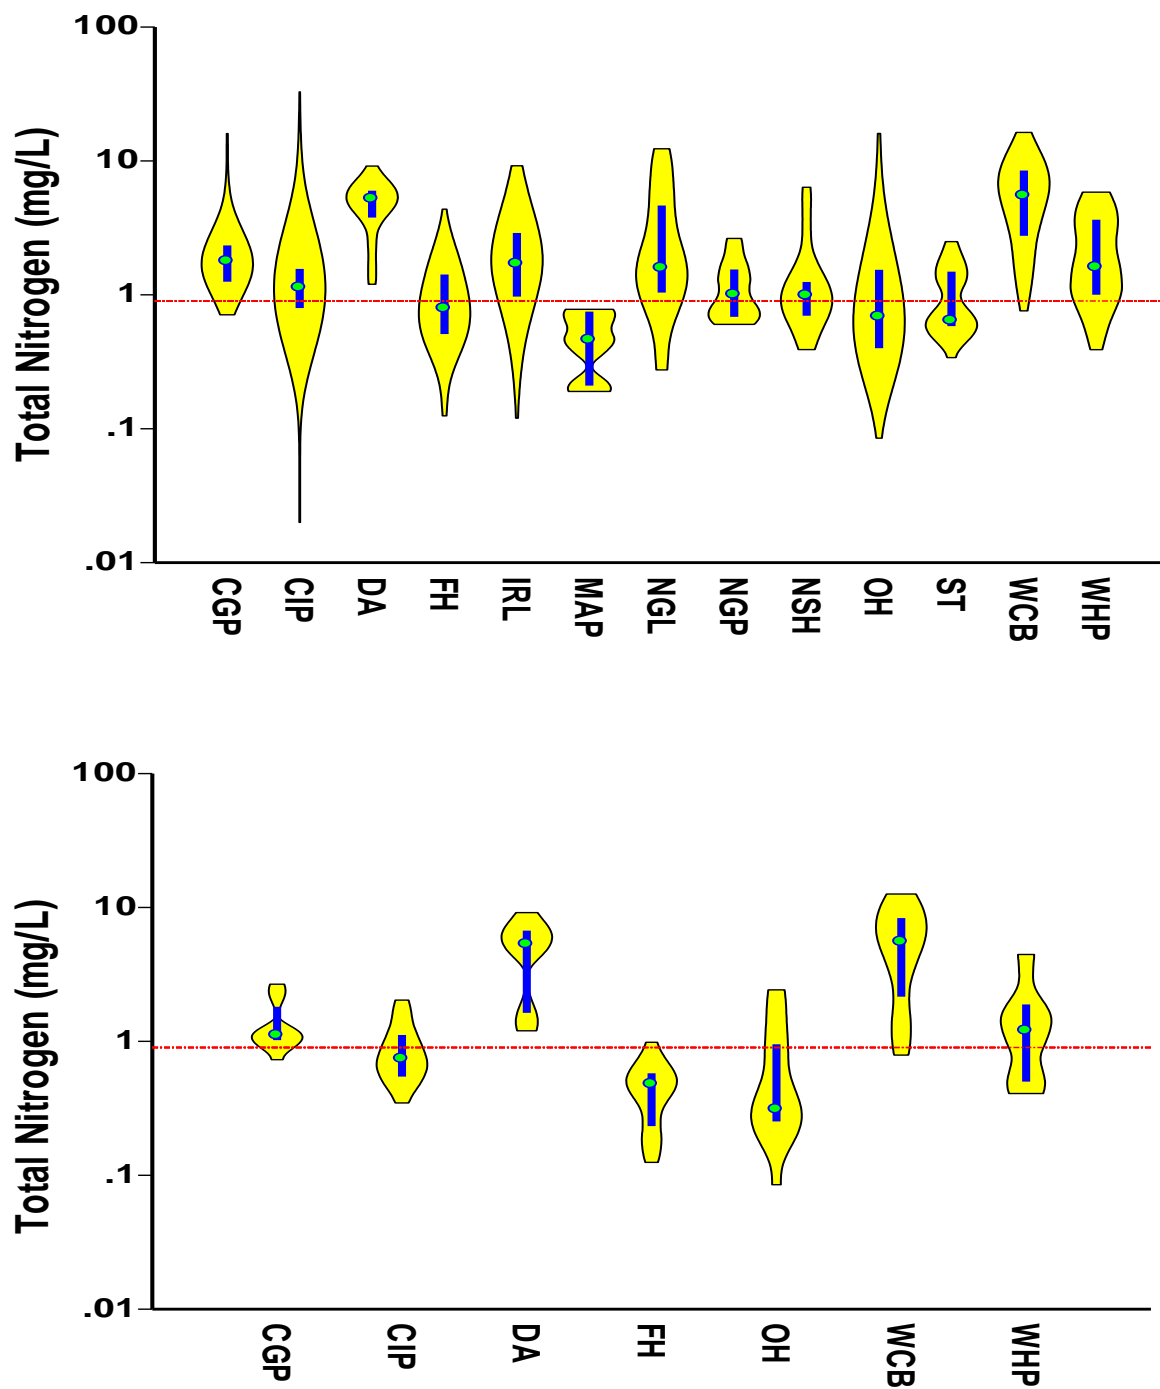 100
10
1
.1
.01
Total Nitrogen (mg/L)
CGP CIP DA FH IRL MAP NGL NGP NSH OH ST WCB WHP
100
10
1
.1
.01
Total Nitrogen (mg/L)
CGP CIP DA FH OH WCB WHP